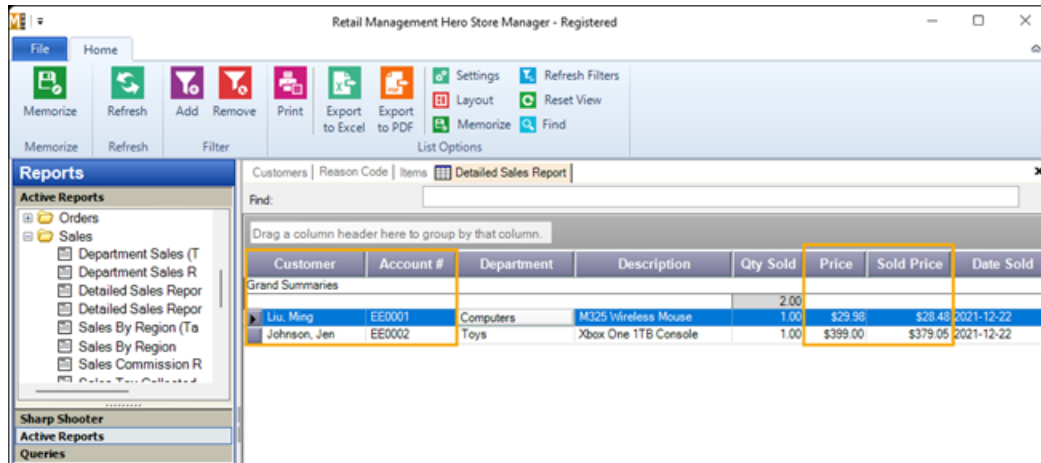 Retail Management Hero Store Manager - Registered
File Home
Memorize Refresh Add Remove Print Export to Excel Export to PDF
Settings Refresh Filters
Layout Reset View
Memorize Find
Memorize Refresh Filter List Options
Reports
Customers Reason Code Items Detailed Sales Report
Active Reports
Find:
Orders
Sales
Department Sales (T
Department Sales R
Detailed Sales Repor
Detailed Sales Repor
Sales By Region (Ta
Sales By Region
Sales Commission R
Drag a column header here to group by that column.
Customer Account # Department Description Qty Sold Price Sold Price Date Sold
Grand Summaries
2.00
Liu, Ming EE0001 Computers M325 Wireless Mouse 1.00 $29.98 $28.48 2021-12-22
Johnson, Jen EE0002 Toys Xbox One 1TB Console 1.00 $399.00 $379.05 2021-12-22
Sharp Shooter
Active Reports
Queries